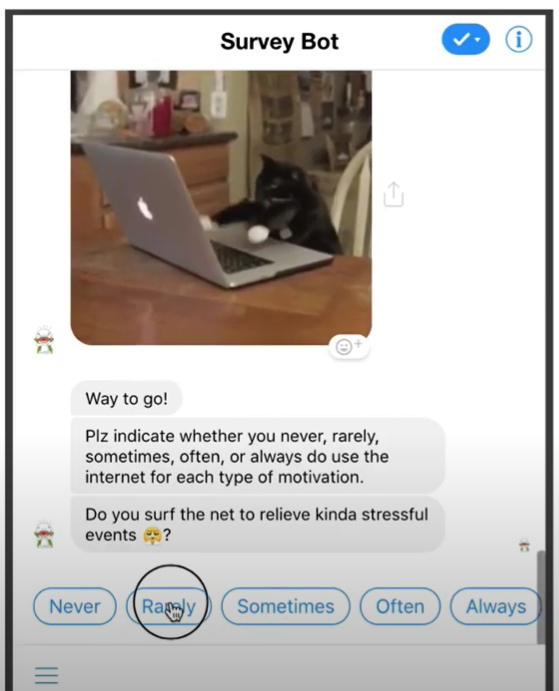 Survey Bot
Way to go!
Plz indicate whether you never, rarely,
sometimes, often, or always do use the
internet for each type of motivation.
Do you surf the net to relieve kinda stressful
events 😤?
Never Rarely Sometimes Often Always